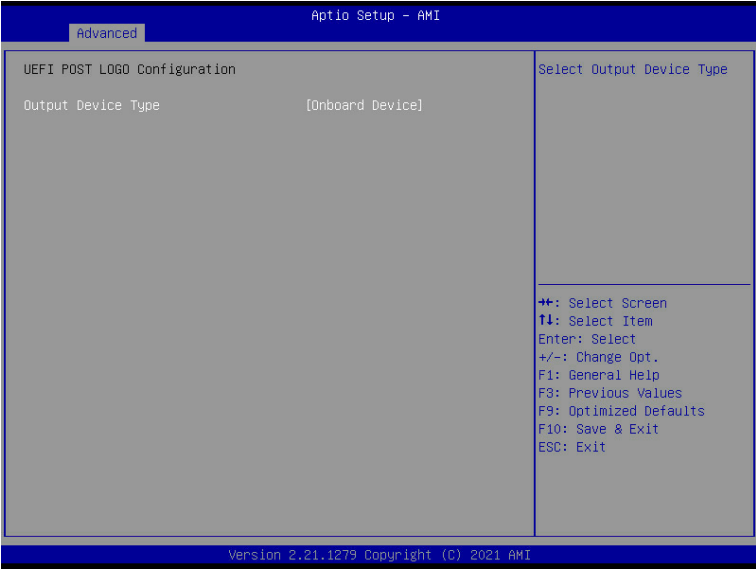 Aptio Setup – AMI
Advanced
UEFI POST LOGO Configuration
Output Device Type [Onboard Device]
Select Output Device Type
→←: Select Screen
↑↓: Select Item
Enter: Select
+/-: Change Opt.
F1: General Help
F3: Previous Values
F9: Optimized Defaults
F10: Save & Exit
ESC: Exit
Version 2.21.1279 Copyright (C) 2021 AMI